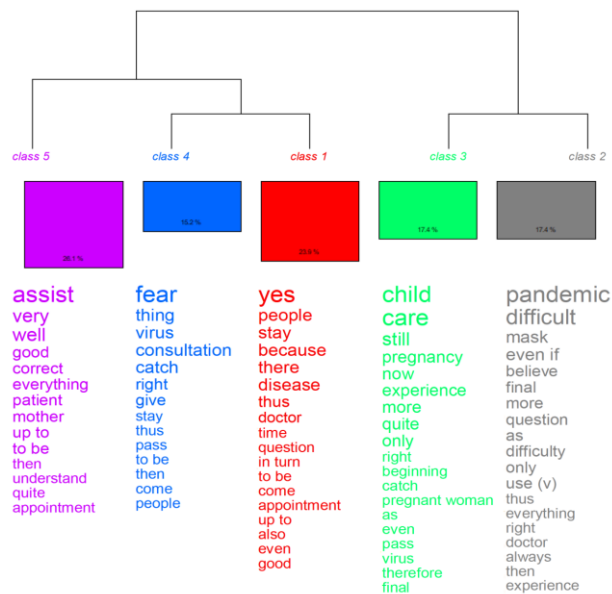 class 5
class 4
class 1
class 3
class 2
26.1 %
15.2 %
23.9 %
17.4 %
17.4 %
assist
very
well
good
correct
everything
patient
mother
up to
to be
then
understand
quite
appointment
fear
thing
virus
consultation
catch
right
give
stay
thus
pass
to be
then
come
people
yes
people
stay
because
there
disease
thus
doctor
time
question
in turn
to be
come
appointment
up to
also
even
good
child
care
still
pregnancy
now
experience
more
quite
only
right
beginning
catch
pregnant woman
as
even
pass
virus
therefore
final
pandemic
difficult
mask
even if
believe
final
more
question
as
difficulty
only
use (v)
thus
everything
right
doctor
always
then
experience